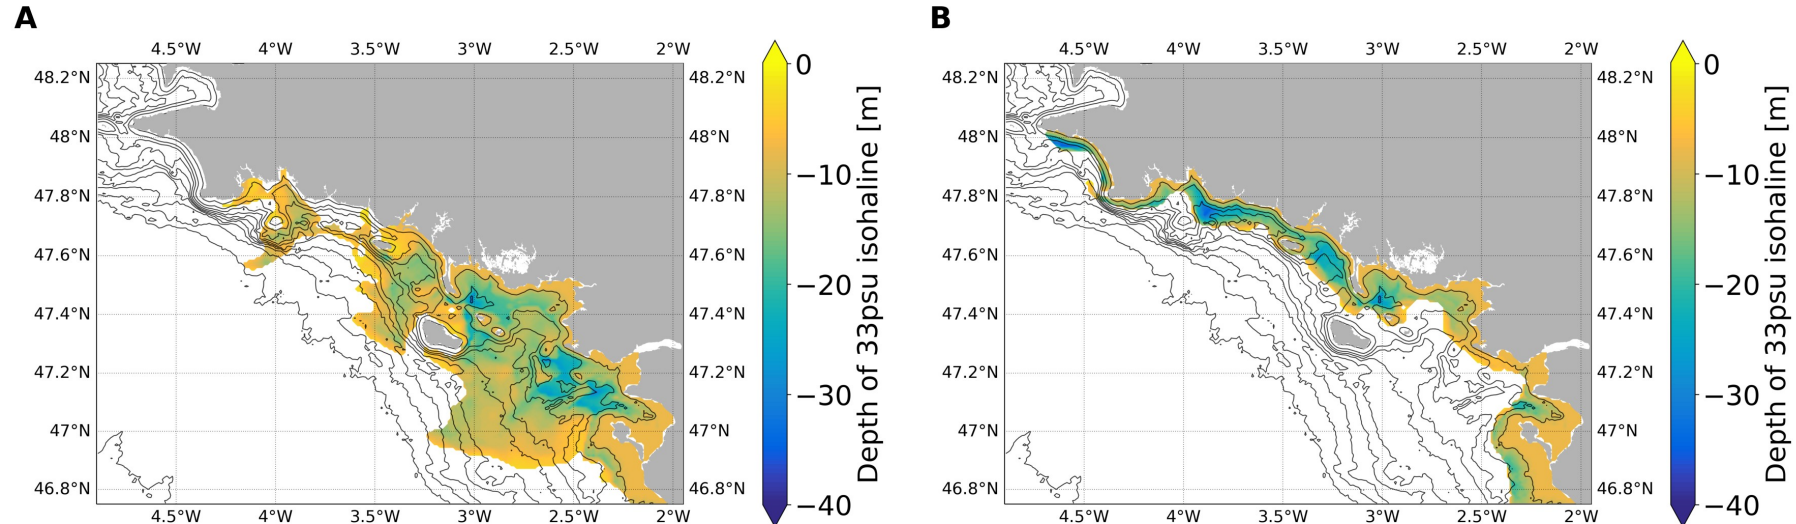 A
4.5°W 4°W 3.5°W 3°W 2.5°W 2°W
48.2°N 48.2°N
48°N 48°N
47.8°N 47.8°N
47.6°N 47.6°N
47.4°N 47.4°N
47.2°N 47.2°N
47°N 47°N
46.8°N 46.8°N
4.5°W 4°W 3.5°W 3°W 2.5°W 2°W
0
−10
−20
−30
−40
Depth of 33psu isohaline [m]
B
4.5°W 4°W 3.5°W 3°W 2.5°W 2°W
48.2°N 48.2°N
48°N 48°N
47.8°N 47.8°N
47.6°N 47.6°N
47.4°N 47.4°N
47.2°N 47.2°N
47°N 47°N
46.8°N 46.8°N
4.5°W 4°W 3.5°W 3°W 2.5°W 2°W
0
−10
−20
−30
−40
Depth of 33psu isohaline [m]